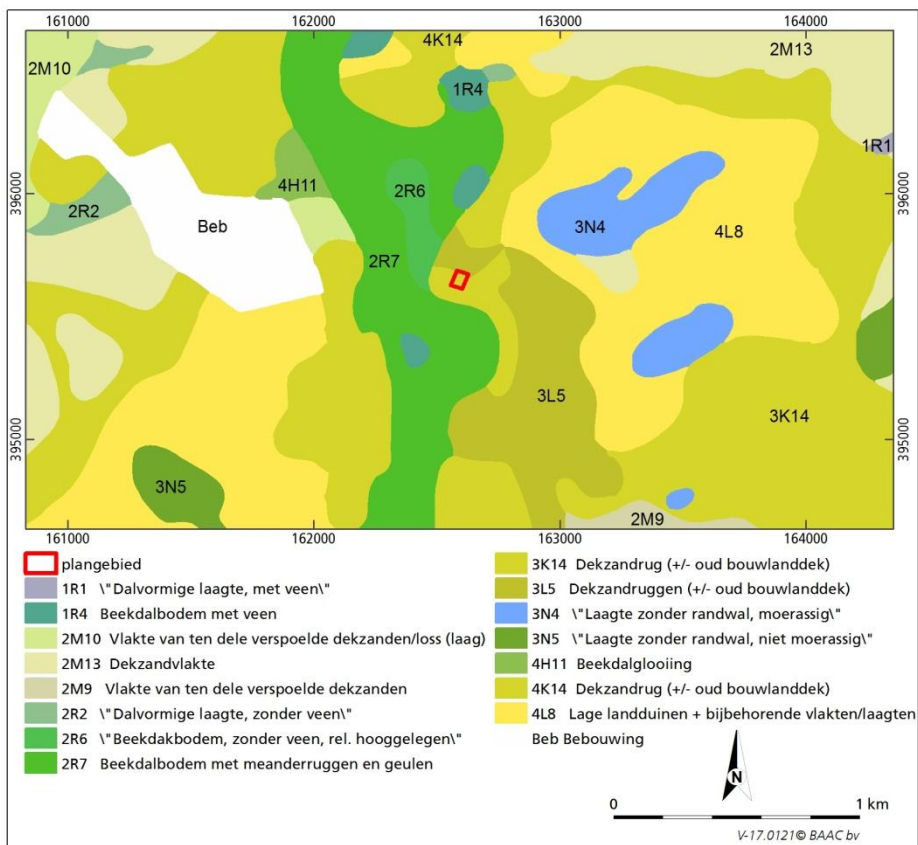 161000 162000 163000 164000
4K14
2M13
2M10
1R4
1R1
396000 396000
4H11
2R6
2R2
Beb
3N4
4L8
2R7
3L5
3K14
395000 395000
3N5
2M9
plangebied
1R1 \"Dalvormige laagte, met veen\"
1R4 Beekdalbodem met veen
2M10 Vlakte van ten dele verspoelde dekzanden/loss (laag)
2M13 Dekzandvlakte
2M9 Vlakte van ten dele verspoelde dekzanden
2R2 \"Dalvormige laagte, zonder veen\"
2R6 \"Beekdakbodem, zonder veen, rel. hooggelegen\"
2R7 Beekdalbodem met meanderruggen en geulen
3K14 Dekzandrug (+/- oud bouwlanddek)
3L5 Dekzandruggen (+/- oud bouwlanddek)
3N4 \"Laagte zonder randwal, moerassig\"
3N5 \"Laagte zonder randwal, niet moerassig\"
4H11 Beekdalglooiing
4K14 Dekzandrug (+/- oud bouwlanddek)
4L8 Lage landduinen + bijbehorende vlakten/laagten
Beb Bebouwing
N
0 1 km
V-17.0121© BAAC bv